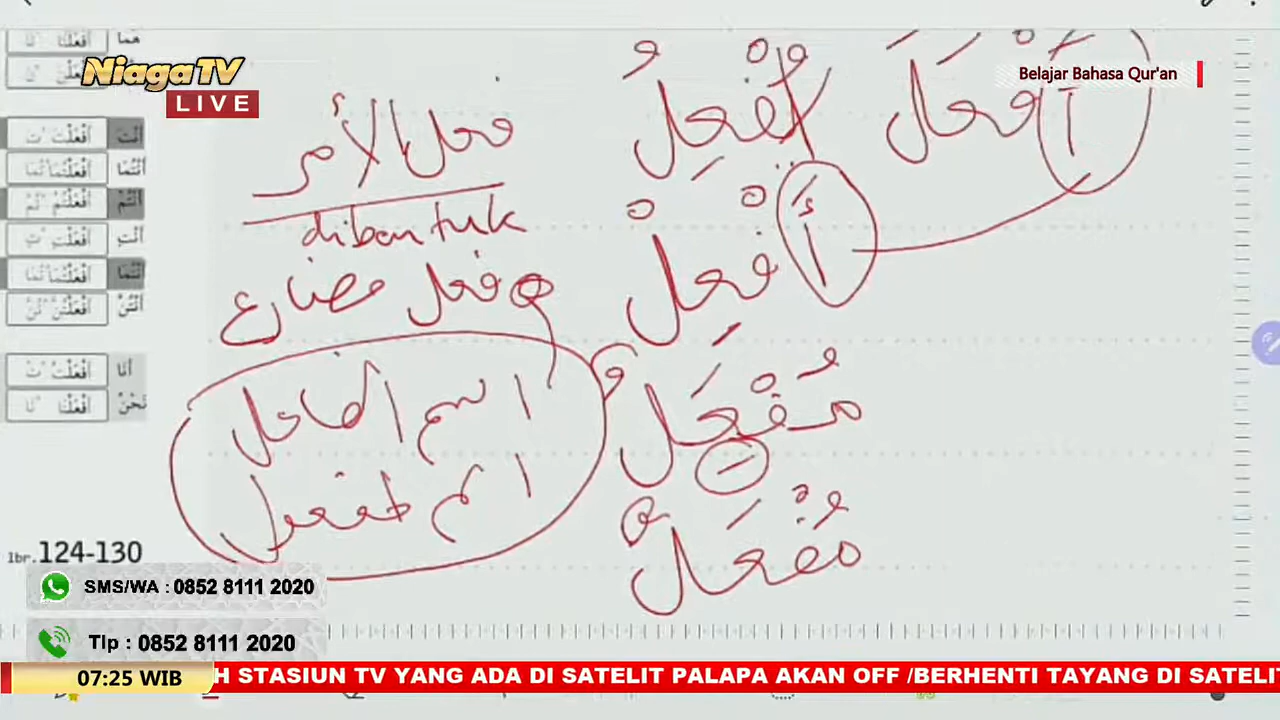 NiagaTV
LIVE
Belajar Bahasa Qur'an
هُمَا
أَنْتَ أَفْعَلْتَ تَ
أَنْتُمَا أَفْعَلْتُمَا تُمَا
أَنْتُمْ أَفْعَلْتُمْ تُمْ
أَنْتِ أَفْعَلْتِ تِ
أَنْتُمَا أَفْعَلْتُمَا تُمَا
أَنْتُنَّ أَفْعَلْتُنَّ تُنَّ
أَنَا أَفْعَلْتُ تُ
نَحْنُ أَفْعَلْنَا نَا
أَفْعَلَ يُفْعِلُ
فعل الأمر
dibentuk
فعل مضارع
أَفْعِلْ
اسم الفاعل
مُفْعِلٌ
اسم المفعول
مُفْعَلٌ
lbr. 124-130
SMS/WA : 0852 8111 2020
Tlp : 0852 8111 2020
07:25 WIB
H STASIUN TV YANG ADA DI SATELIT PALAPA AKAN OFF /BERHENTI TAYANG DI SATELIT